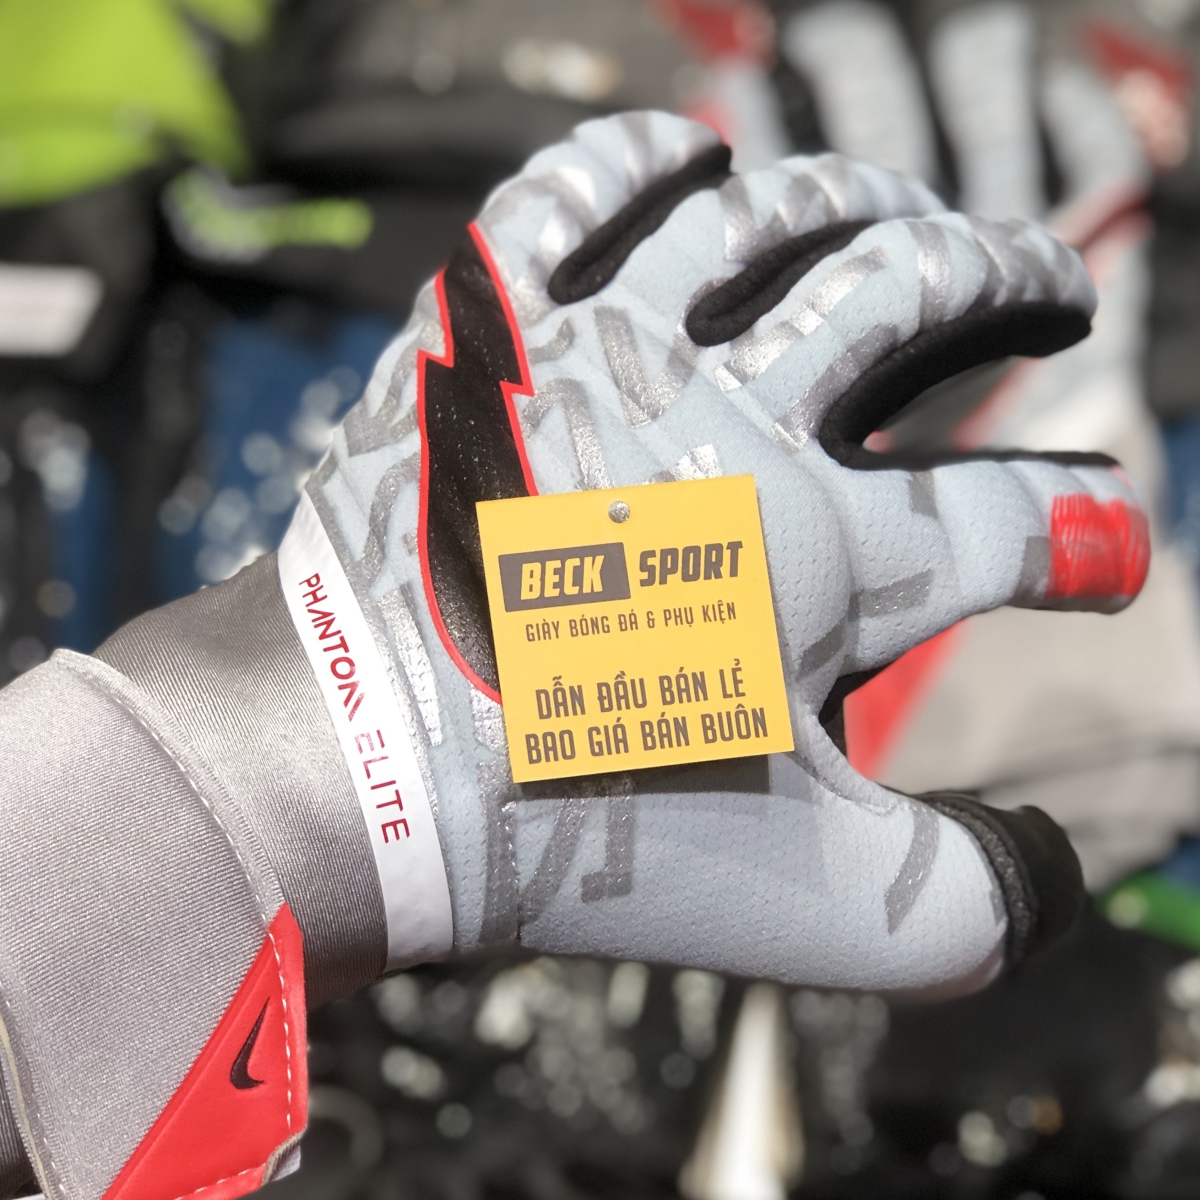 BECK SPORT
GIÀY BÓNG ĐÁ & PHỤ KIỆN
DẪN ĐẦU BÁN LẺ
BAO GIÁ BÁN BUÔN
PHANTOM ELITE